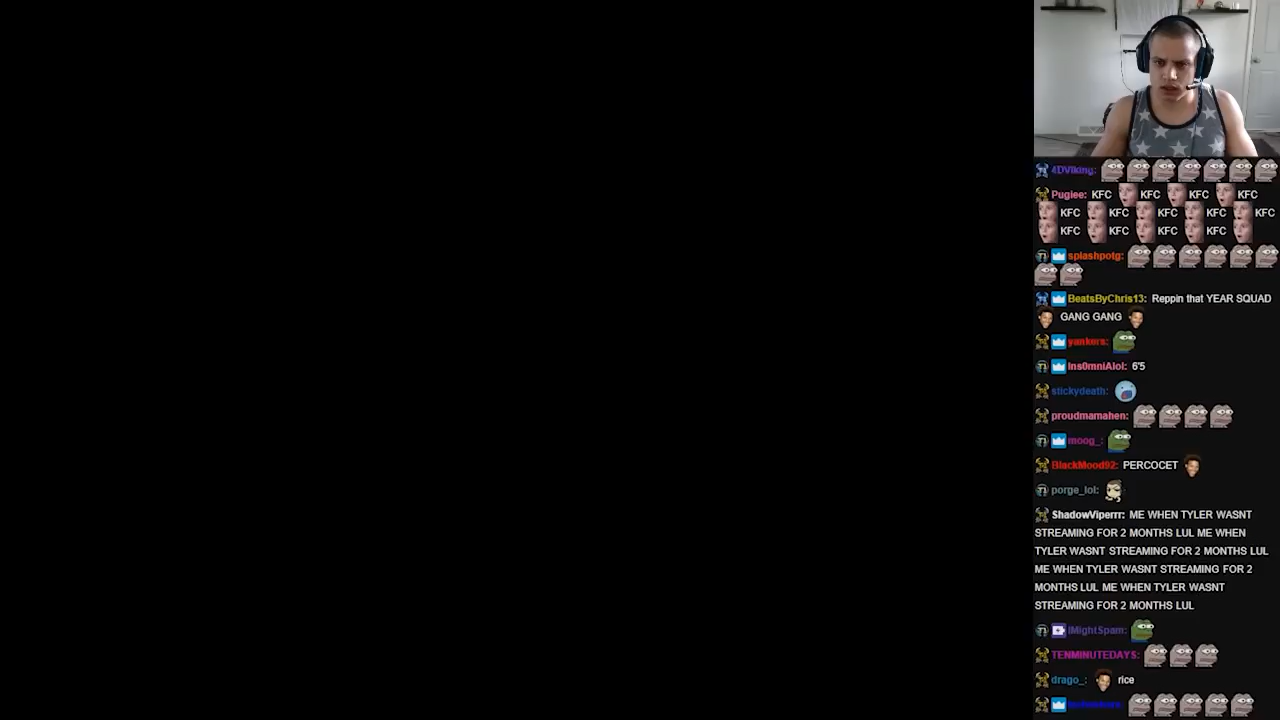 4DViking:
Pugiee: KFC KFC KFC KFC
KFC KFC KFC KFC KFC
KFC KFC KFC KFC
splashpotg:
BeatsByChris13: Reppin that YEAR SQUAD
GANG GANG
yankers:
Ins0mniAlol: 6'5
stickydeath:
proudmamahen:
moog_:
BlackMood92: PERCOCET
porge_lol:
ShadowViperrr: ME WHEN TYLER WASNT
STREAMING FOR 2 MONTHS LUL ME WHEN
TYLER WASNT STREAMING FOR 2 MONTHS LUL
ME WHEN TYLER WASNT STREAMING FOR 2
MONTHS LUL ME WHEN TYLER WASNT
STREAMING FOR 2 MONTHS LUL
IMightSpam:
TENMINUTEDAYS:
drago_: rice